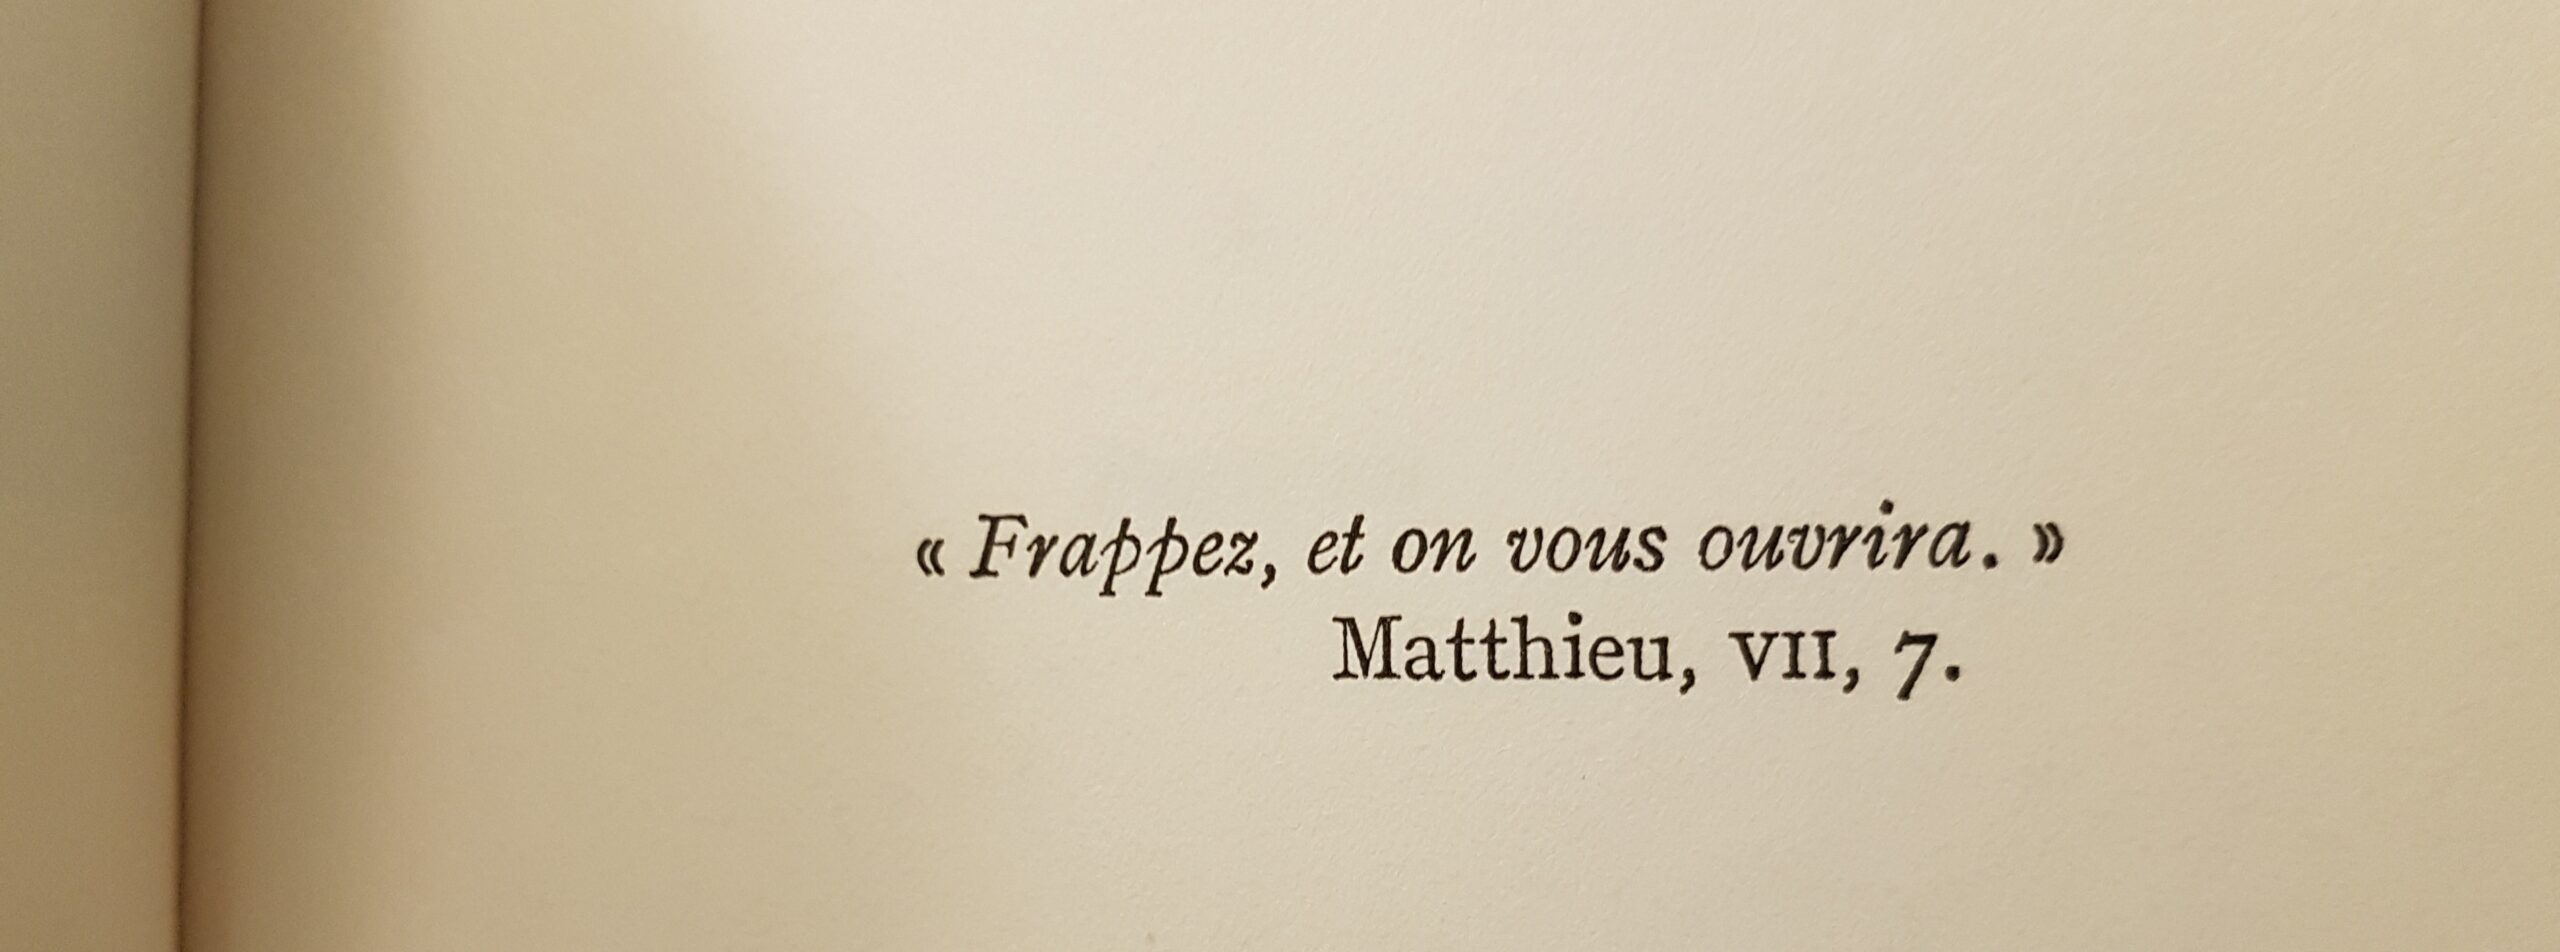 « Frappez, et on vous ouvrira. »
Matthieu, VII, 7.